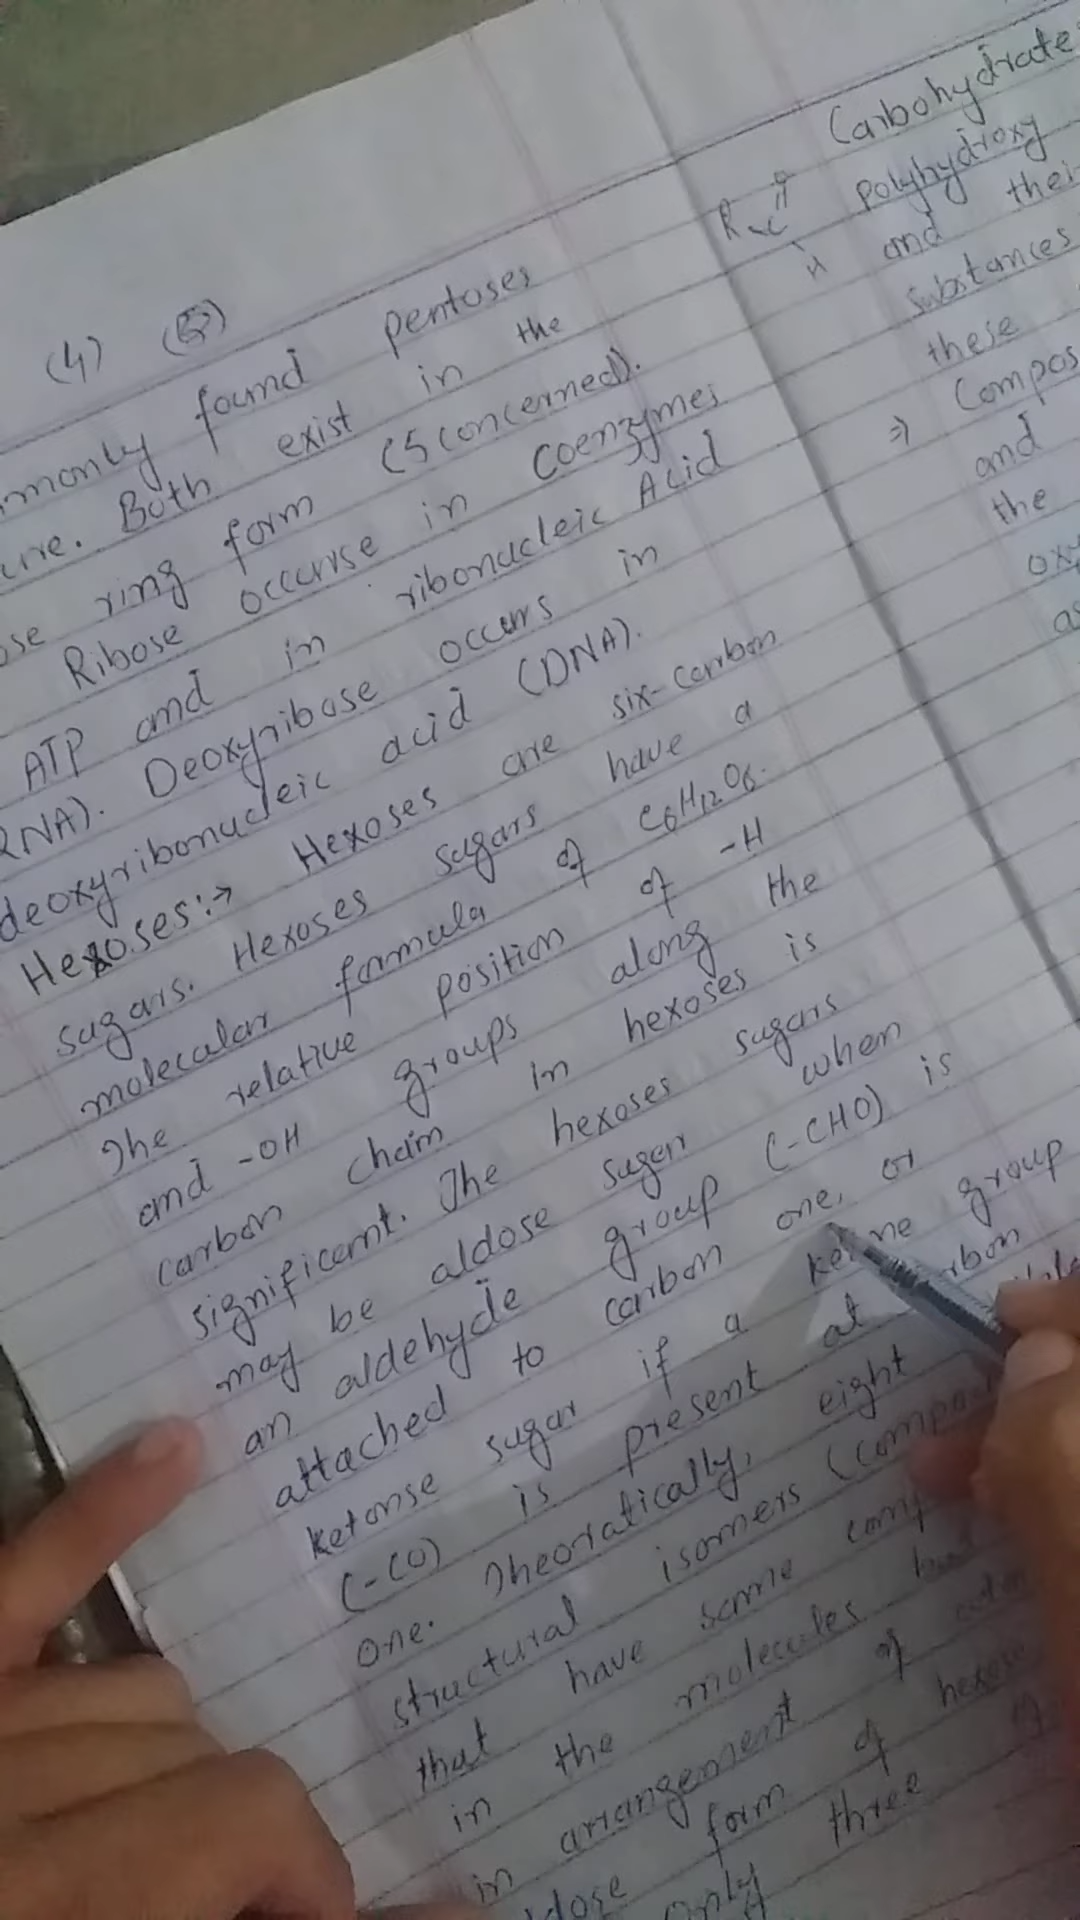 (4) (5)
found pentoses
ure. Both exist in the
ose ring form (5 concerned).
Ribose occurse in Coenzymes
ATP and in ribonucleic Acid
RNA). Deoxyribose occurs in
deoxyribonucleic acid (DNA).
Hexoses:→ Hexoses are six-carbon
sugars. Hexoses sugars have a
molecular formula of C6H12O6.
The relative position of -H
and -OH groups along the
carbon chain in hexoses is
significant. The hexoses sugars
may be aldose sugar when
an aldehyde group (-CHO) is
attached to carbon one, or
ketonse sugar if a group
(-CO) is present at
one. Theoriatically, eight
structural isomers
that have same
in the molecules
in arrangement of
form of hexose
only three
Carbohydrate
R-C
H
polyhydroxy
and their
substances
these
⇒ Compos
and
the
oxy
as